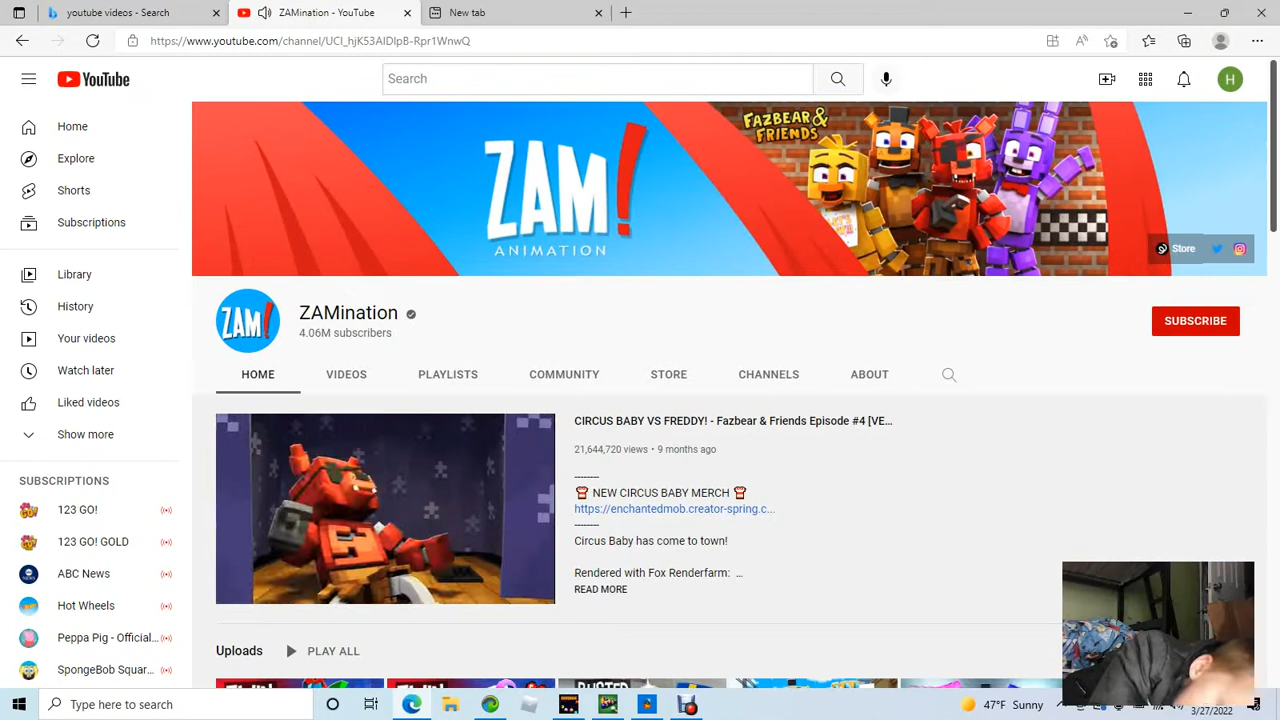 youtube videos - Search
ZAMination - YouTube
New tab
https://www.youtube.com/channel/UCI_hjK53AIDIpB-Rpr1WnwQ
YouTube
Search
H
Home
Explore
Shorts
Subscriptions
Library
History
Your videos
Watch later
Liked videos
Show more
SUBSCRIPTIONS
123 GO!
123 GO! GOLD
ABC News
Hot Wheels
Peppa Pig - Official...
SpongeBob Squar...
ZAM!
ANIMATION
FAZBEAR &
FRIENDS
Store
ZAM!
ZAMination
4.06M subscribers
SUBSCRIBE
HOME VIDEOS PLAYLISTS COMMUNITY STORE CHANNELS ABOUT
CIRCUS BABY VS FREDDY! - Fazbear & Friends Episode #4 [VE...
21,644,720 views • 9 months ago
--------
NEW CIRCUS BABY MERCH
https://enchantedmob.creator-spring.c...
--------
Circus Baby has come to town!
Rendered with Fox Renderfarm: ...
READ MORE
Uploads PLAY ALL
Type here to search
47°F Sunny
3/27/2022